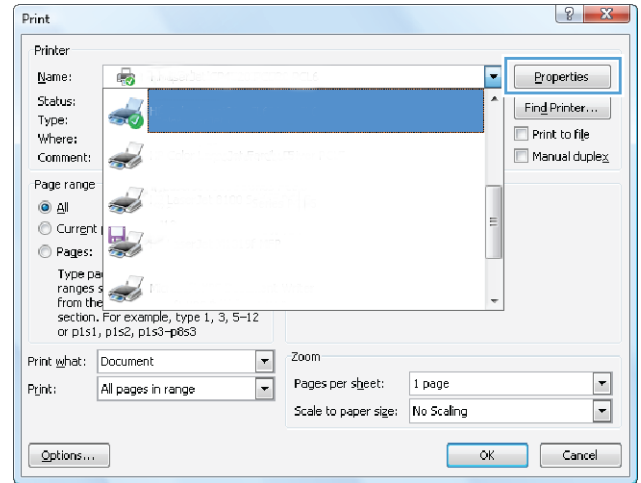 Print
Printer
Name:
Properties
Status:
Find Printer...
Type:
Where:
Print to file
Comment:
Manual duplex
Page range
All
Current
Pages:
Type
ranges
from the
section. For example, type 1, 3, 5–12
or p1s1, p1s2, p1s3–p8s3
Print what: Document
Print: All pages in range
Zoom
Pages per sheet: 1 page
Scale to paper size: No Scaling
Options...
OK
Cancel